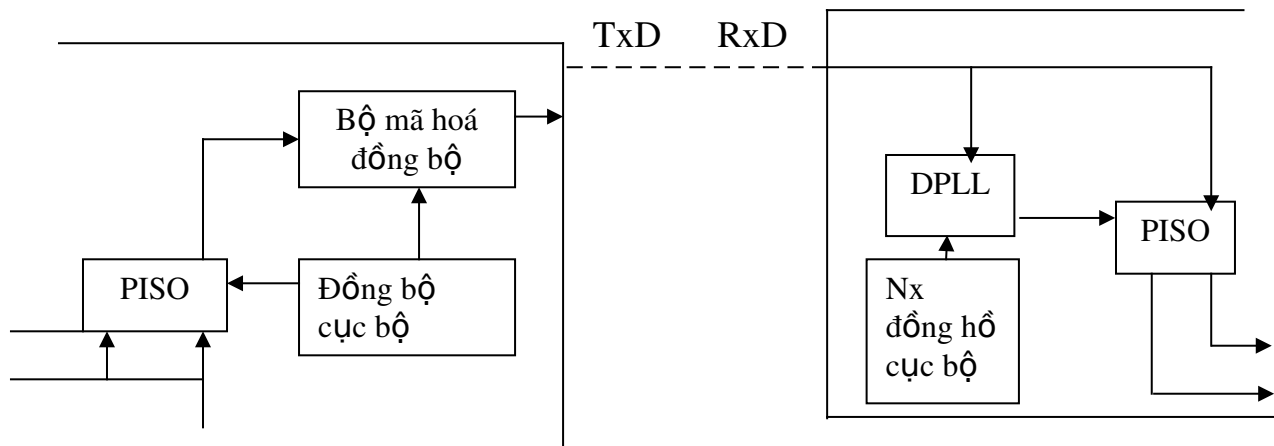 TxD RxD
Bộ mã hoá
đồng bộ
PISO
Đồng bộ
cục bộ
DPLL
PISO
Nx
đồng hồ
cục bộ